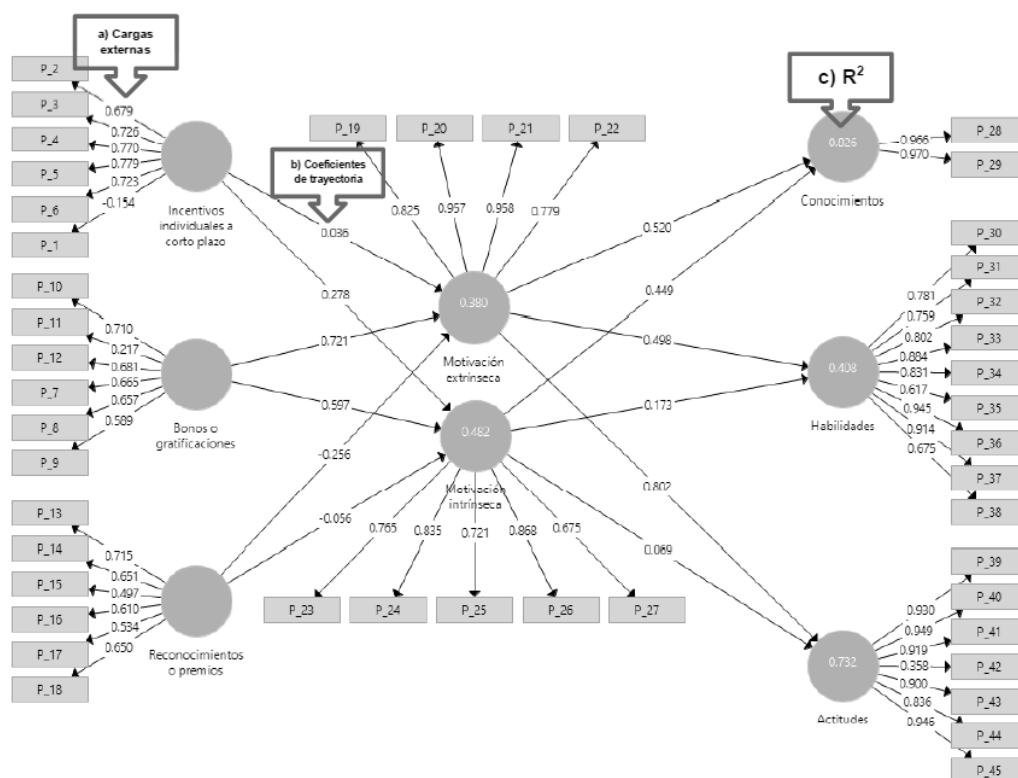 a) Cargas
externas
P_2
P_3
P_4
P_5
P_6
P_1
0.679
0.726
0.770
0.779
0.723
-0.154
Incentivos
individuales a
corto plazo
P_10
P_11
P_12
P_7
P_8
P_9
0.710
0.217
0.681
0.665
0.657
0.589
Bonos o
gratificaciones
P_13
P_14
P_15
P_16
P_17
P_18
0.715
0.651
0.497
0.610
0.534
0.650
Reconocimientos
o premios
b) Coeficientes
de trayectoria
0.036
0.278
0.721
0.597
-0.256
-0.056
P_19
P_20
P_21
P_22
0.825
0.957
0.958
0.779
0.380
Motivación
extrínseca
0.482
Motivación
intrínseca
0.765
0.835
0.721
0.868
0.675
P_23
P_24
P_25
P_26
P_27
0.520
0.449
0.498
0.173
0.802
0.069
c) R²
0.026
Conocimientos
0.966
0.970
P_28
P_29
0.408
Habilidades
0.781
0.759
0.802
0.884
0.831
0.617
0.945
0.914
0.675
P_30
P_31
P_32
P_33
P_34
P_35
P_36
P_37
P_38
0.732
Actitudes
0.930
0.949
0.919
0.358
0.900
0.836
0.946
P_39
P_40
P_41
P_42
P_43
P_44
P_45